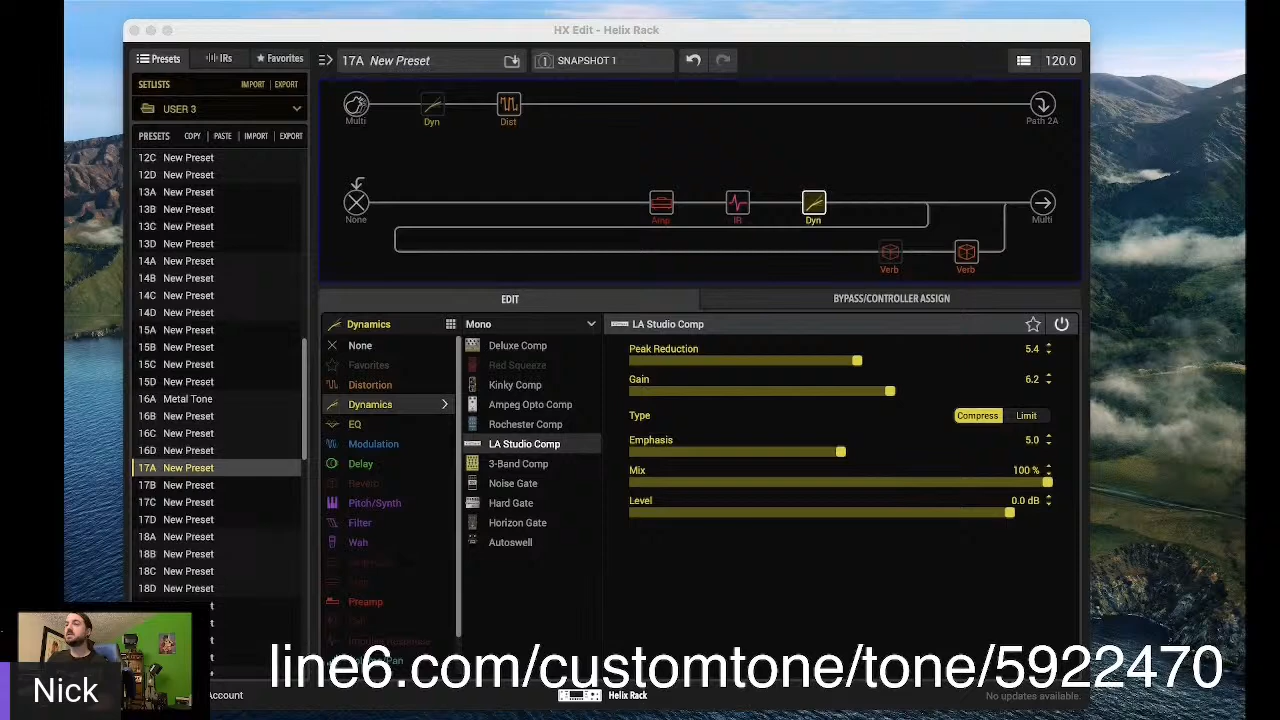 HX Edit - Helix Rack
Presets
IRs
Favorites
17A New Preset
1
SNAPSHOT 1
120.0
SETLISTS
IMPORT
EXPORT
USER 3
PRESETS
COPY
PASTE
IMPORT
EXPORT
12C New Preset
12D New Preset
13A New Preset
13B New Preset
13C New Preset
13D New Preset
14A New Preset
14B New Preset
14C New Preset
14D New Preset
15A New Preset
15B New Preset
15C New Preset
15D New Preset
16A Metal Tone
16B New Preset
16C New Preset
16D New Preset
17A New Preset
17B New Preset
17C New Preset
17D New Preset
18A New Preset
18B New Preset
18C New Preset
18D New Preset
Multi
Dyn
Dist
Path 2A
None
Amp
IR
Dyn
Multi
Verb
Verb
EDIT
BYPASS/CONTROLLER ASSIGN
Dynamics
Mono
None
Favorites
Distortion
Dynamics
EQ
Modulation
Delay
Reverb
Pitch/Synth
Filter
Wah
Preamp
Impulse Response
Deluxe Comp
Red Squeeze
Kinky Comp
Ampeg Opto Comp
Rochester Comp
LA Studio Comp
3-Band Comp
Noise Gate
Hard Gate
Horizon Gate
Autoswell
LA Studio Comp
Peak Reduction 5.4
Gain 6.2
Type Compress Limit
Emphasis 5.0
Mix 100 %
Level 0.0 dB
line6.com/customtone/tone/5922470
Nick
Account
Helix Rack
No updates available.